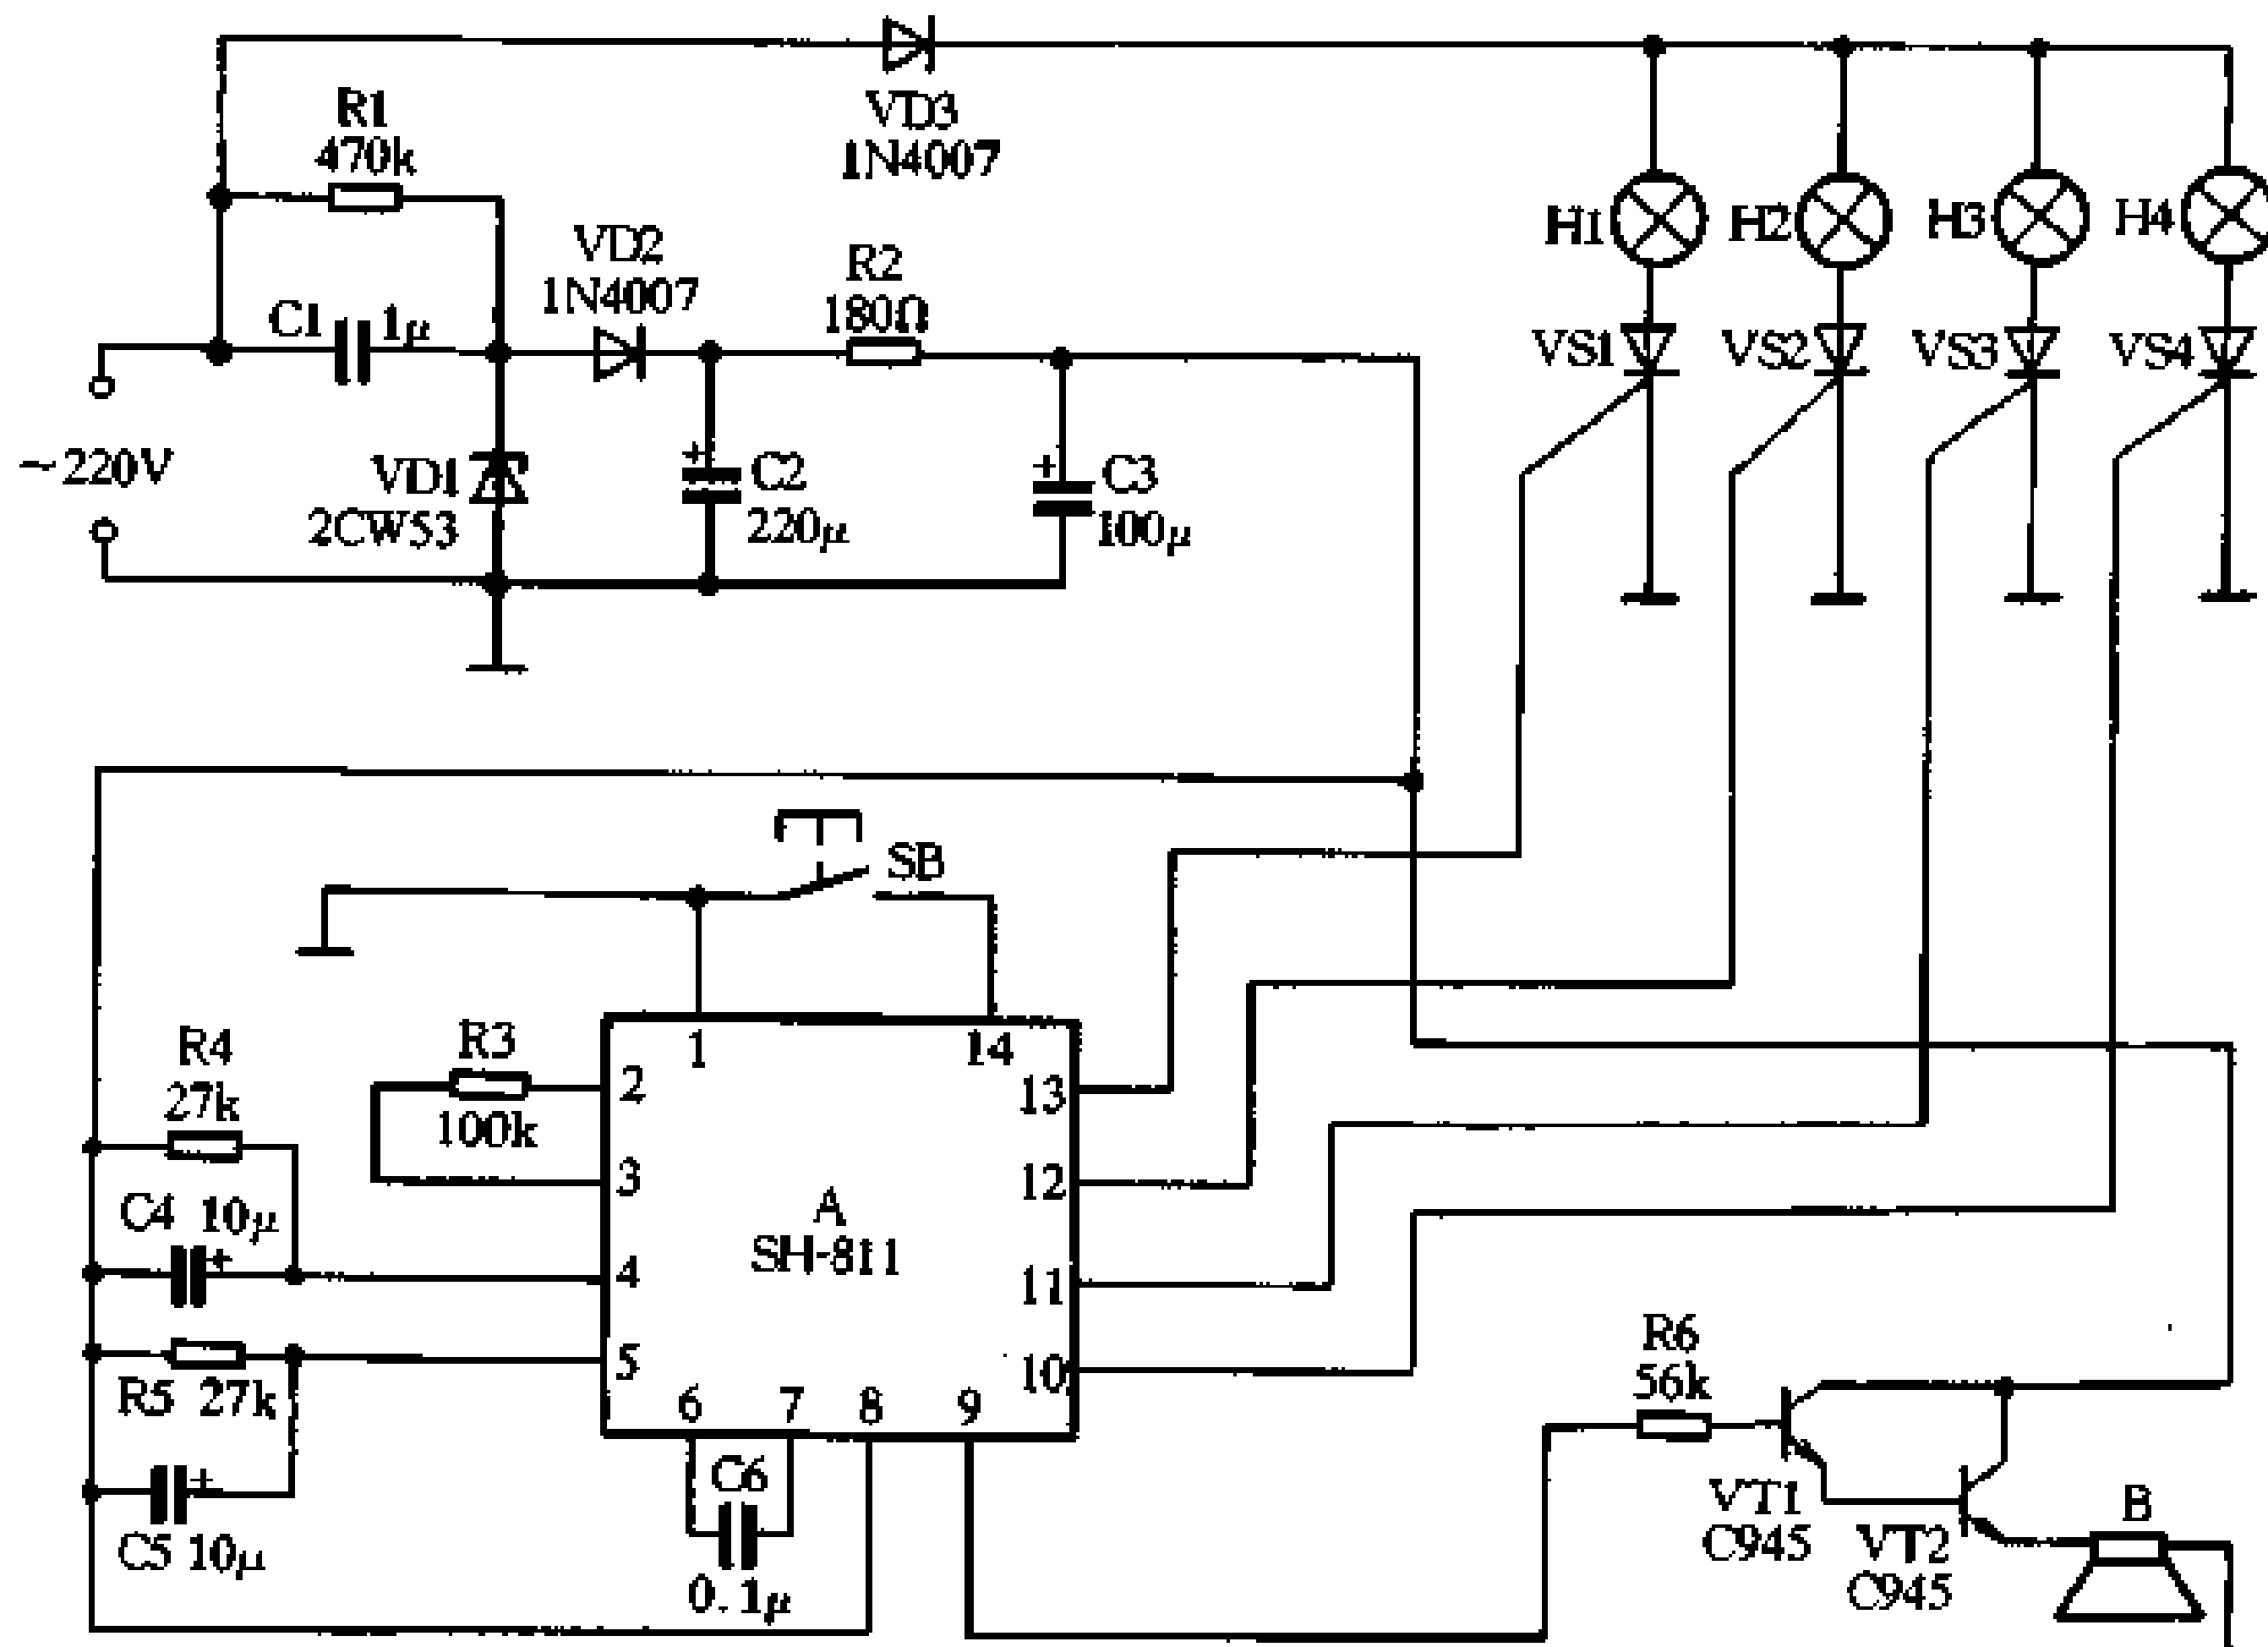 VD3
1N4007
R1
470k
VD2
1N4007
R2
180Ω
C1 1μ
H1
H2
H3
H4
VS1
VS2
VS3
VS4
~220V
VD1
2CW53
+
C2
220μ
+
C3
100μ
SB
R4
27k
R3
100k
1
14
2
13
3
12
C4 10μ
+
A
SH-811
4
11
5
10
R5 27k
6
7
8
9
R6
56k
+
C5 10μ
C6
0.1μ
VT1
C945
VT2
C945
B